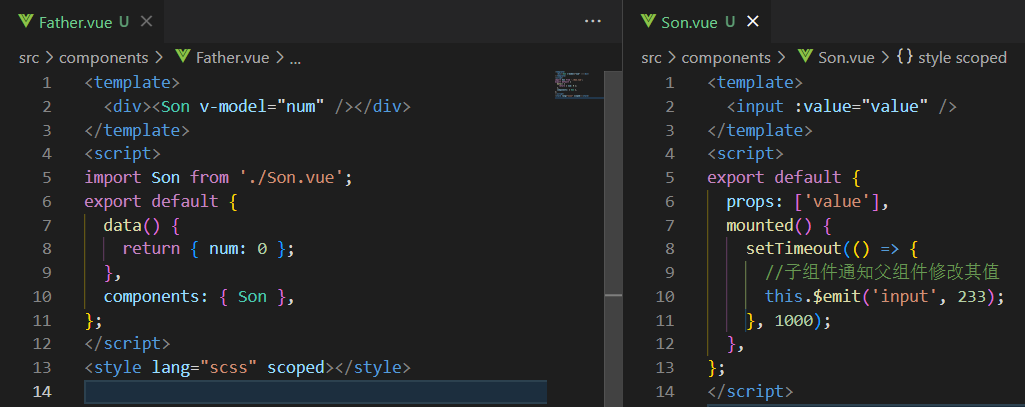 Father.vue U
src > components > Father.vue > ...
1 <template>
2 <div><Son v-model="num" /></div>
3 </template>
4 <script>
5 import Son from './Son.vue';
6 export default {
7 data() {
8 return { num: 0 };
9 },
10 components: { Son },
11 };
12 </script>
13 <style lang="scss" scoped></style>
14
Son.vue U
src > components > Son.vue > {} style scoped
1 <template>
2 <input :value="value" />
3 </template>
4 <script>
5 export default {
6 props: ['value'],
7 mounted() {
8 setTimeout(() => {
9 //子组件通知父组件修改其值
10 this.$emit('input', 233);
11 }, 1000);
12 },
13 };
14 </script>